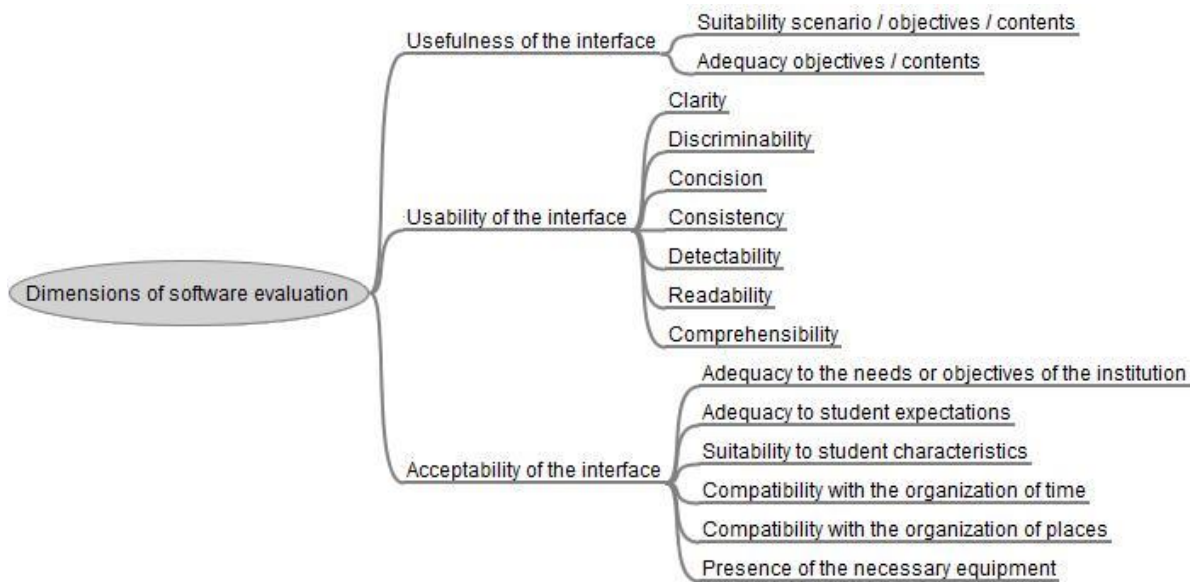 Suitability scenario / objectives / contents
Usefulness of the interface
Adequacy objectives / contents
Clarity
Discriminability
Concision
Usability of the interface
Consistency
Detectability
Dimensions of software evaluation
Readability
Comprehensibility
Adequacy to the needs or objectives of the institution
Adequacy to student expectations
Suitability to student characteristics
Acceptability of the interface
Compatibility with the organization of time
Compatibility with the organization of places
Presence of the necessary equipment